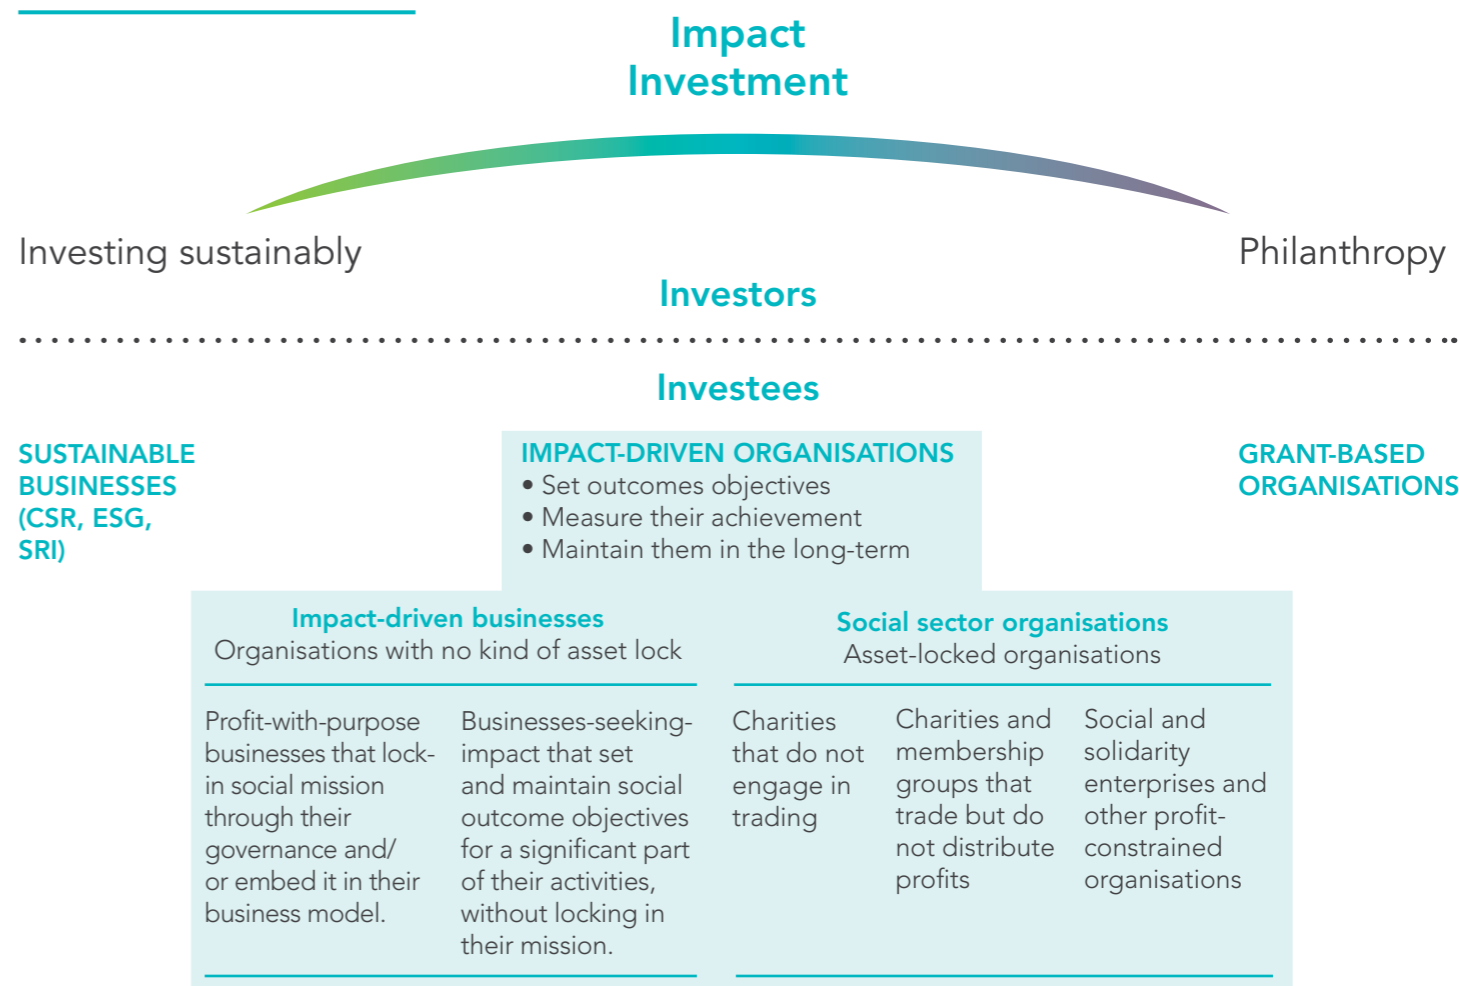 Impact
Investment
Investing sustainably
Philanthropy
Investors
Investees
SUSTAINABLE
BUSINESSES
(CSR, ESG,
SRI)
IMPACT-DRIVEN ORGANISATIONS
• Set outcomes objectives
• Measure their achievement
• Maintain them in the long-term
GRANT-BASED
ORGANISATIONS
Impact-driven businesses
Organisations with no kind of asset lock
Profit-with-purpose
businesses that lock-
in social mission
through their
governance and/
or embed it in their
business model.
Businesses-seeking-
impact that set
and maintain social
outcome objectives
for a significant part
of their activities,
without locking in
their mission.
Social sector organisations
Asset-locked organisations
Charities
that do not
engage in
trading
Charities and
membership
groups that
trade but do
not distribute
profits
Social and
solidarity
enterprises and
other profit-
constrained
organisations